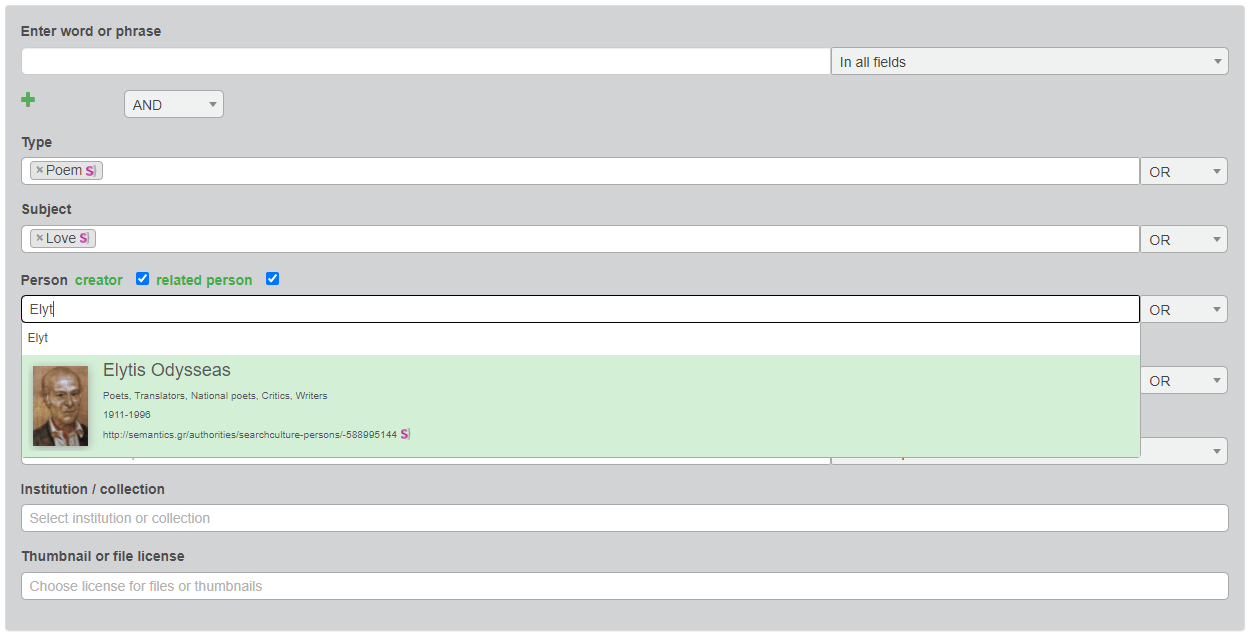 Enter word or phrase
In all fields
AND
Type
× Poem S
OR
Subject
× Love S
OR
Person creator related person
Elyt
OR
Elyt
Elytis Odysseas
Poets, Translators, National poets, Critics, Writers
OR
1911-1996
http://semantics.gr/authorities/searchculture-persons/-588995144 S
Institution / collection
Select institution or collection
Thumbnail or file license
Choose license for files or thumbnails